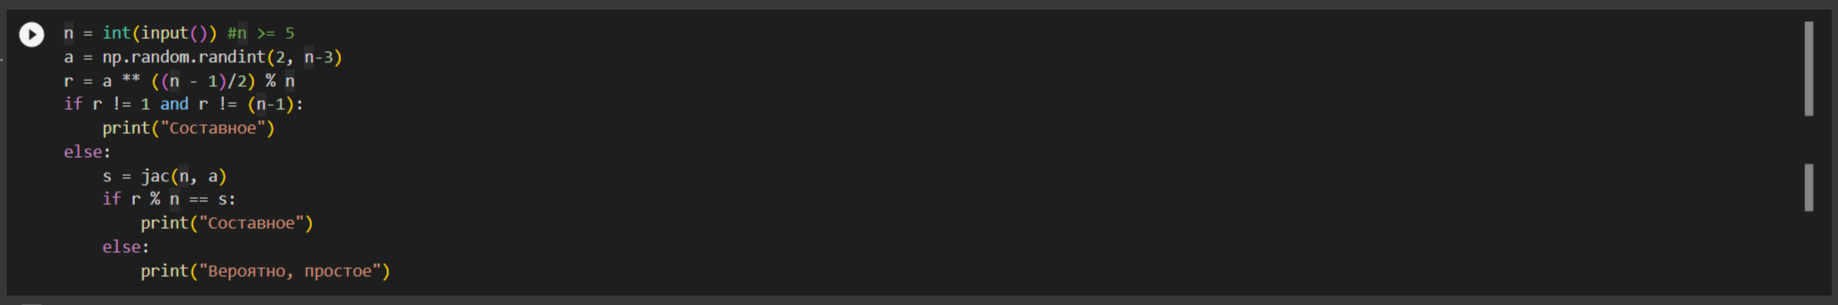 n = int(input()) #n >= 5
a = np.random.randint(2, n-3)
r = a ** ((n - 1)/2) % n
if r != 1 and r != (n-1):
    print("Составное")
else:
    s = jac(n, a)
    if r % n == s:
        print("Составное")
    else:
        print("Вероятно, простое")